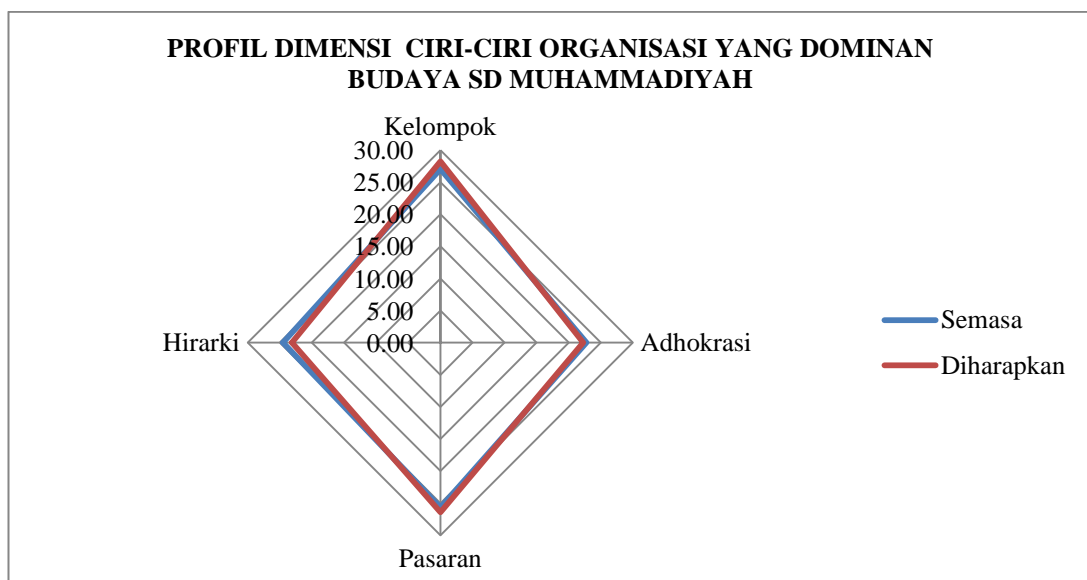 PROFIL DIMENSI CIRI-CIRI ORGANISASI YANG DOMINAN
BUDAYA SD MUHAMMADIYAH
Kelompok
30.00
25.00
20.00
15.00
10.00
5.00
0.00
Hirarki
Adhokrasi
Pasaran
Semasa
Diharapkan